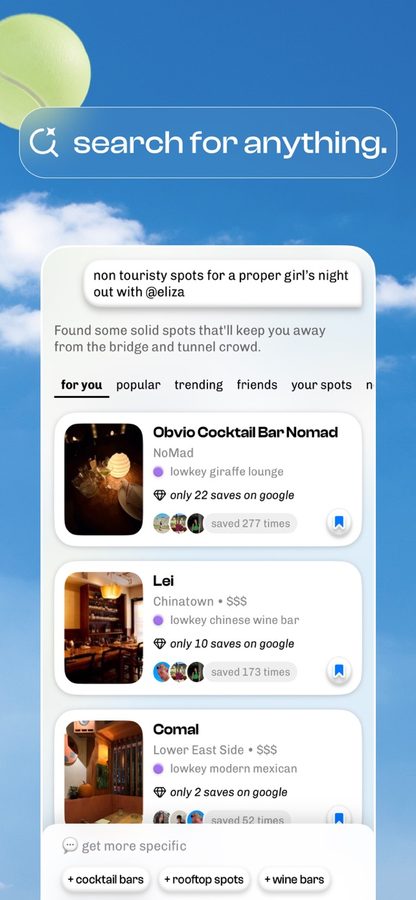 search for anything.
non touristy spots for a proper girl's night
out with @eliza
Found some solid spots that'll keep you away
from the bridge and tunnel crowd.
for you popular trending friends your spots n
Obvio Cocktail Bar Nomad
NoMad
lowkey giraffe lounge
only 22 saves on google
saved 277 times
Lei
Chinatown • $$$
lowkey chinese wine bar
only 10 saves on google
saved 173 times
Comal
Lower East Side • $$$
lowkey modern mexican
only 2 saves on google
saved 52 times
get more specific
+ cocktail bars + rooftop spots + wine bars